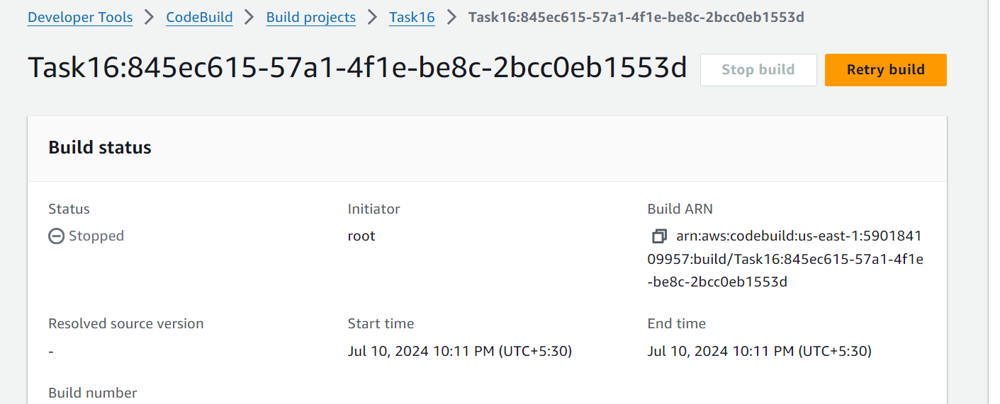 Developer Tools > CodeBuild > Build projects > Task16 > Task16:845ec615-57a1-4f1e-be8c-2bcc0eb1553d
Task16:845ec615-57a1-4f1e-be8c-2bcc0eb1553d Stop build Retry build
Build status
Status Initiator Build ARN
Stopped root arn:aws:codebuild:us-east-1:5901841
09957:build/Task16:845ec615-57a1-4f1e
-be8c-2bcc0eb1553d
Resolved source version Start time End time
- Jul 10, 2024 10:11 PM (UTC+5:30) Jul 10, 2024 10:11 PM (UTC+5:30)
Build number